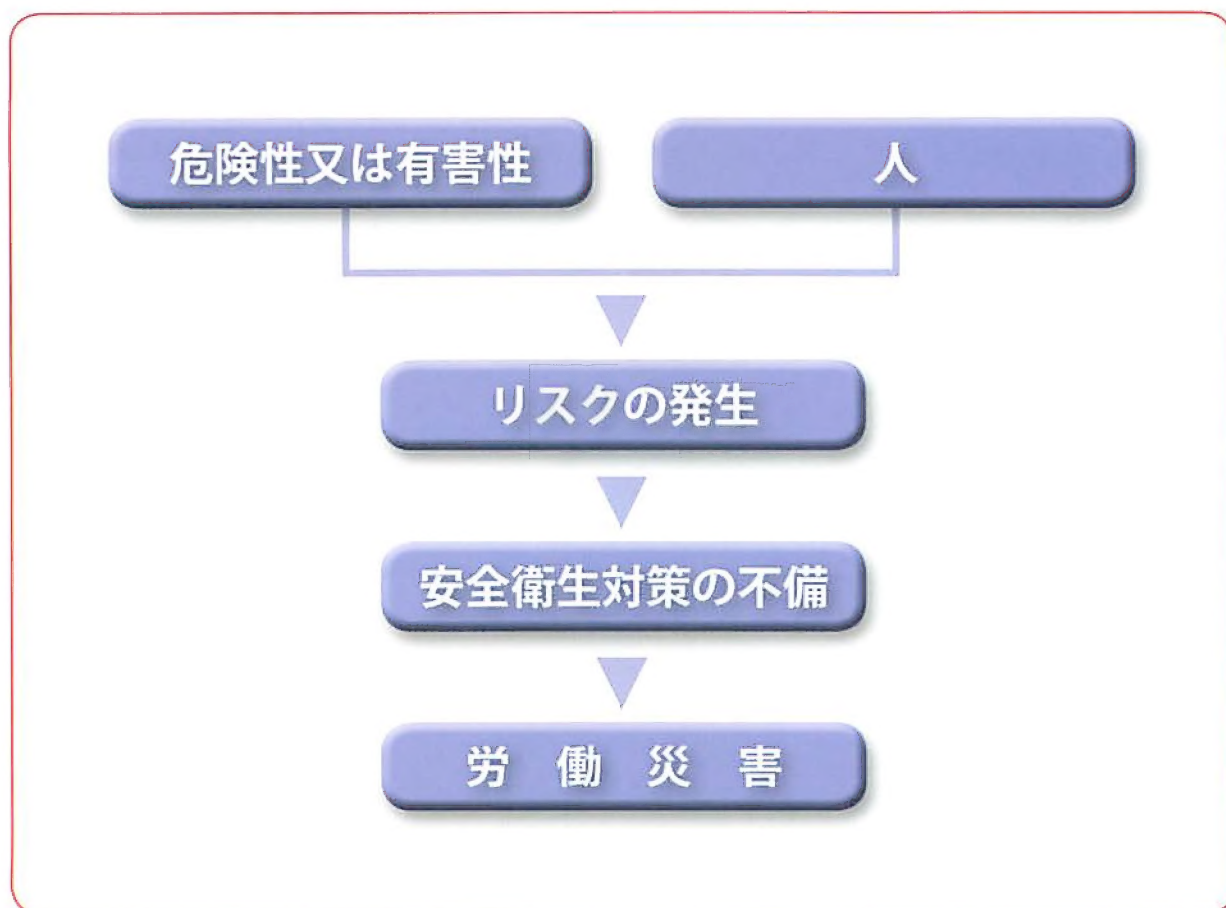 危険性又は有害性
人
リスクの発生
安全衛生対策の不備
労　働　災　害